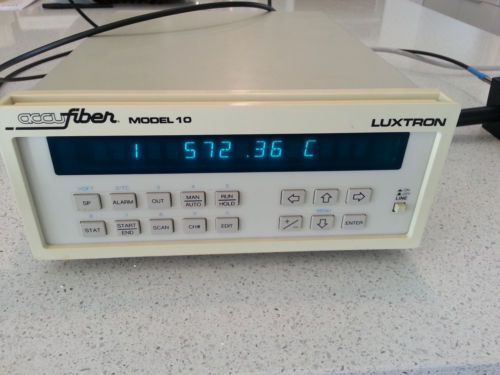 accufiber MODEL 10 LUXTRON
1 572.36 C
SP ALARM OUT MAN/AUTO RUN/HOLD
LINE
STAT START/END SCAN CH# EDIT +/- ENTER